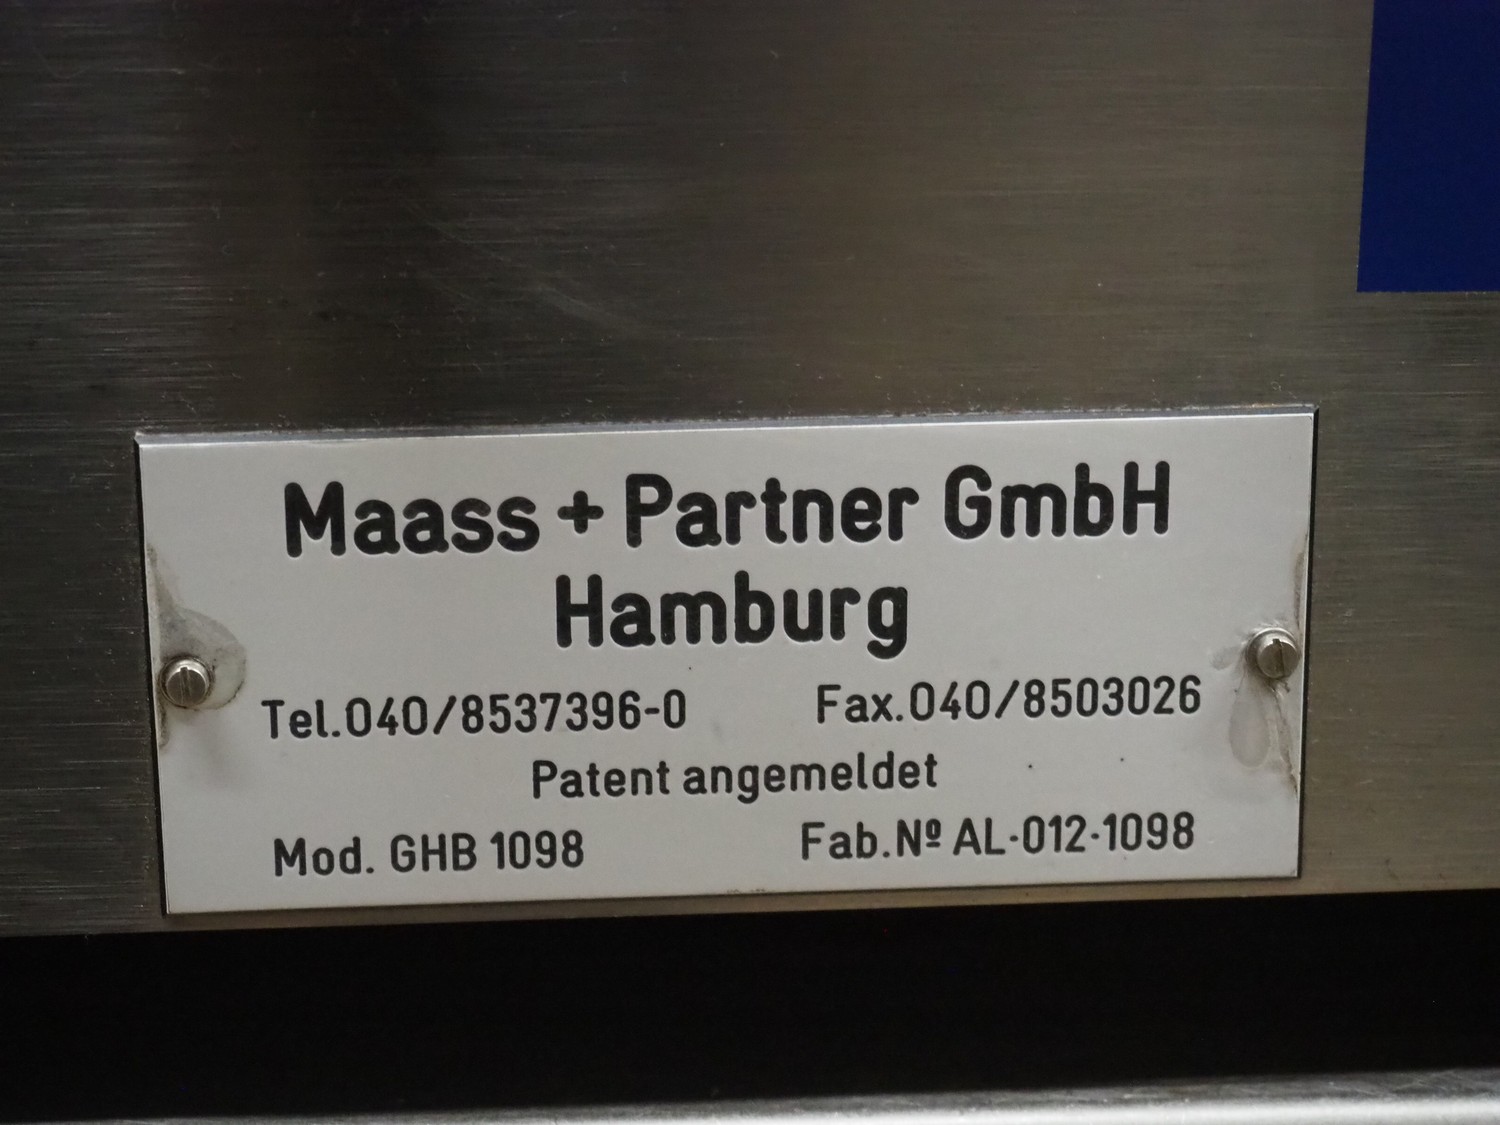 Maass + Partner GmbH
Hamburg
Tel.040/8537396-0 Fax.040/8503026
Patent angemeldet
Mod. GHB 1098 Fab.Nº AL-012-1098